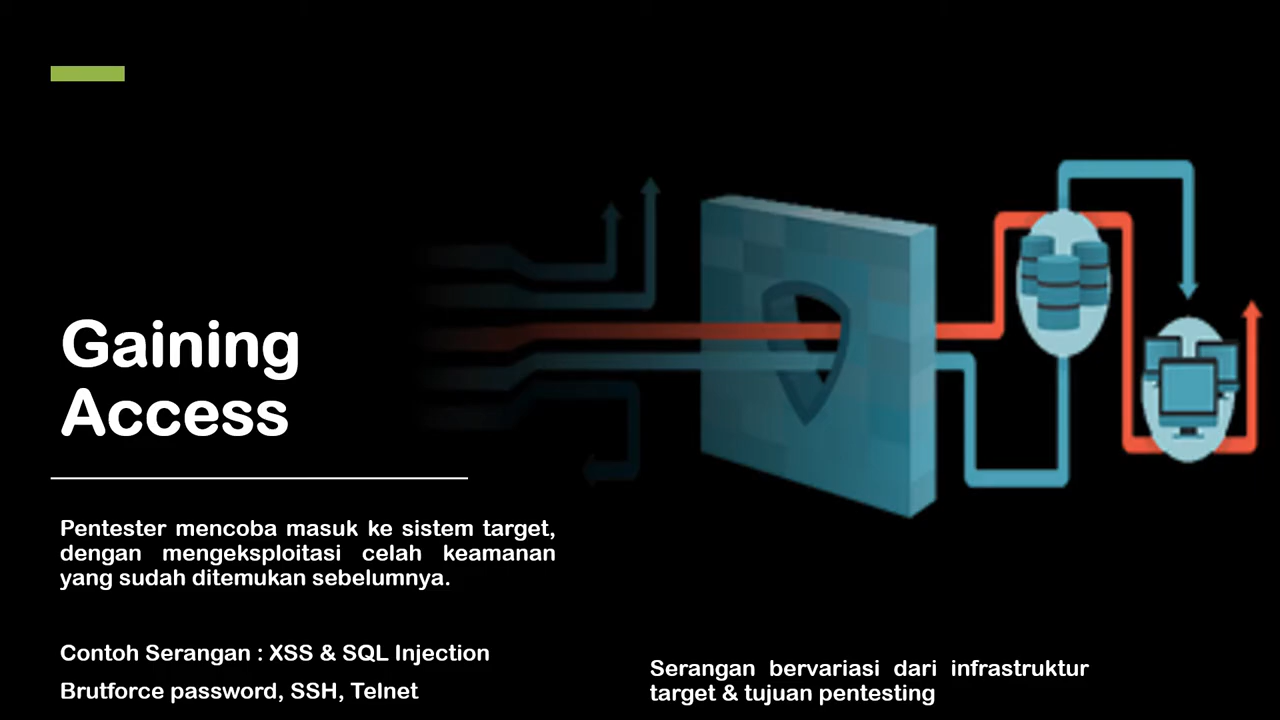 Gaining
Access
Pentester mencoba masuk ke sistem target,
dengan mengeksploitasi celah keamanan
yang sudah ditemukan sebelumnya.
Contoh Serangan : XSS & SQL Injection
Brutforce password, SSH, Telnet
Serangan bervariasi dari infrastruktur
target & tujuan pentesting